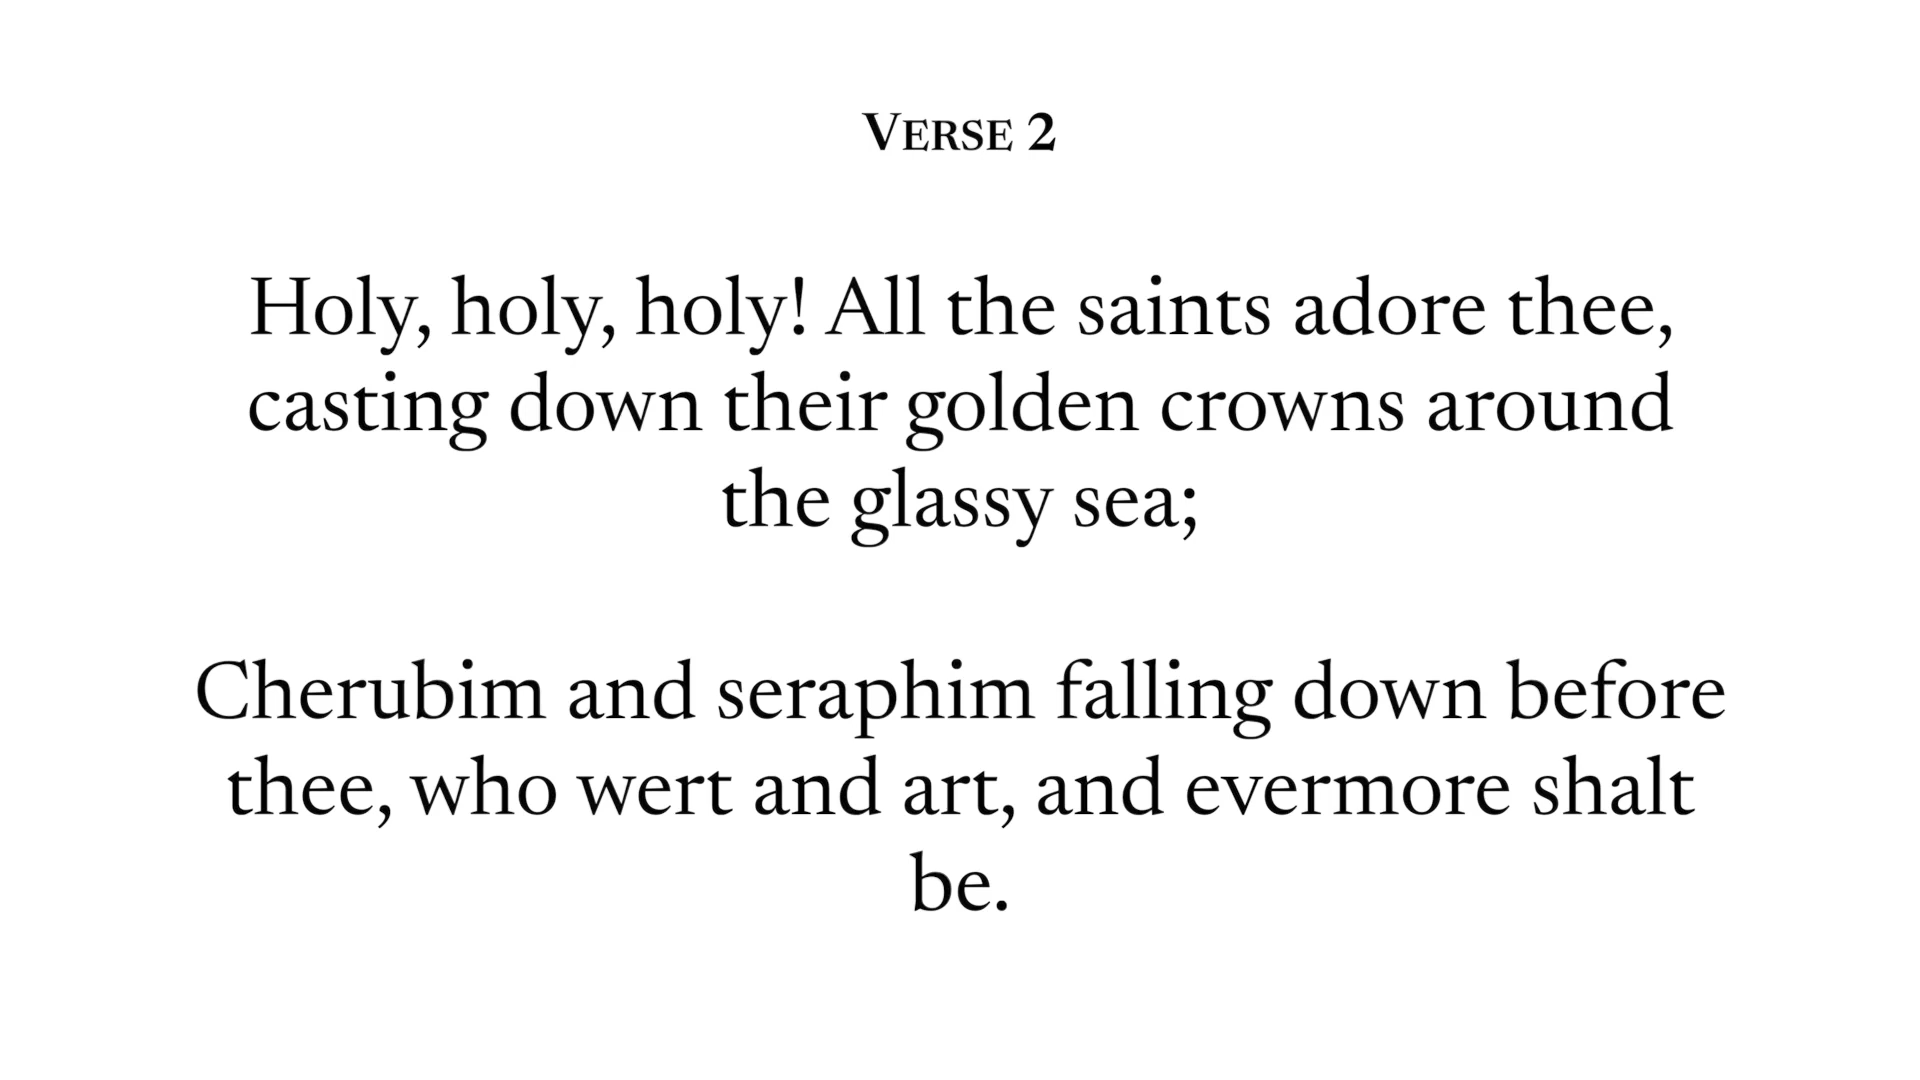 Verse 2
Holy, holy, holy! All the saints adore thee,
casting down their golden crowns around
the glassy sea;
Cherubim and seraphim falling down before
thee, who wert and art, and evermore shalt
be.